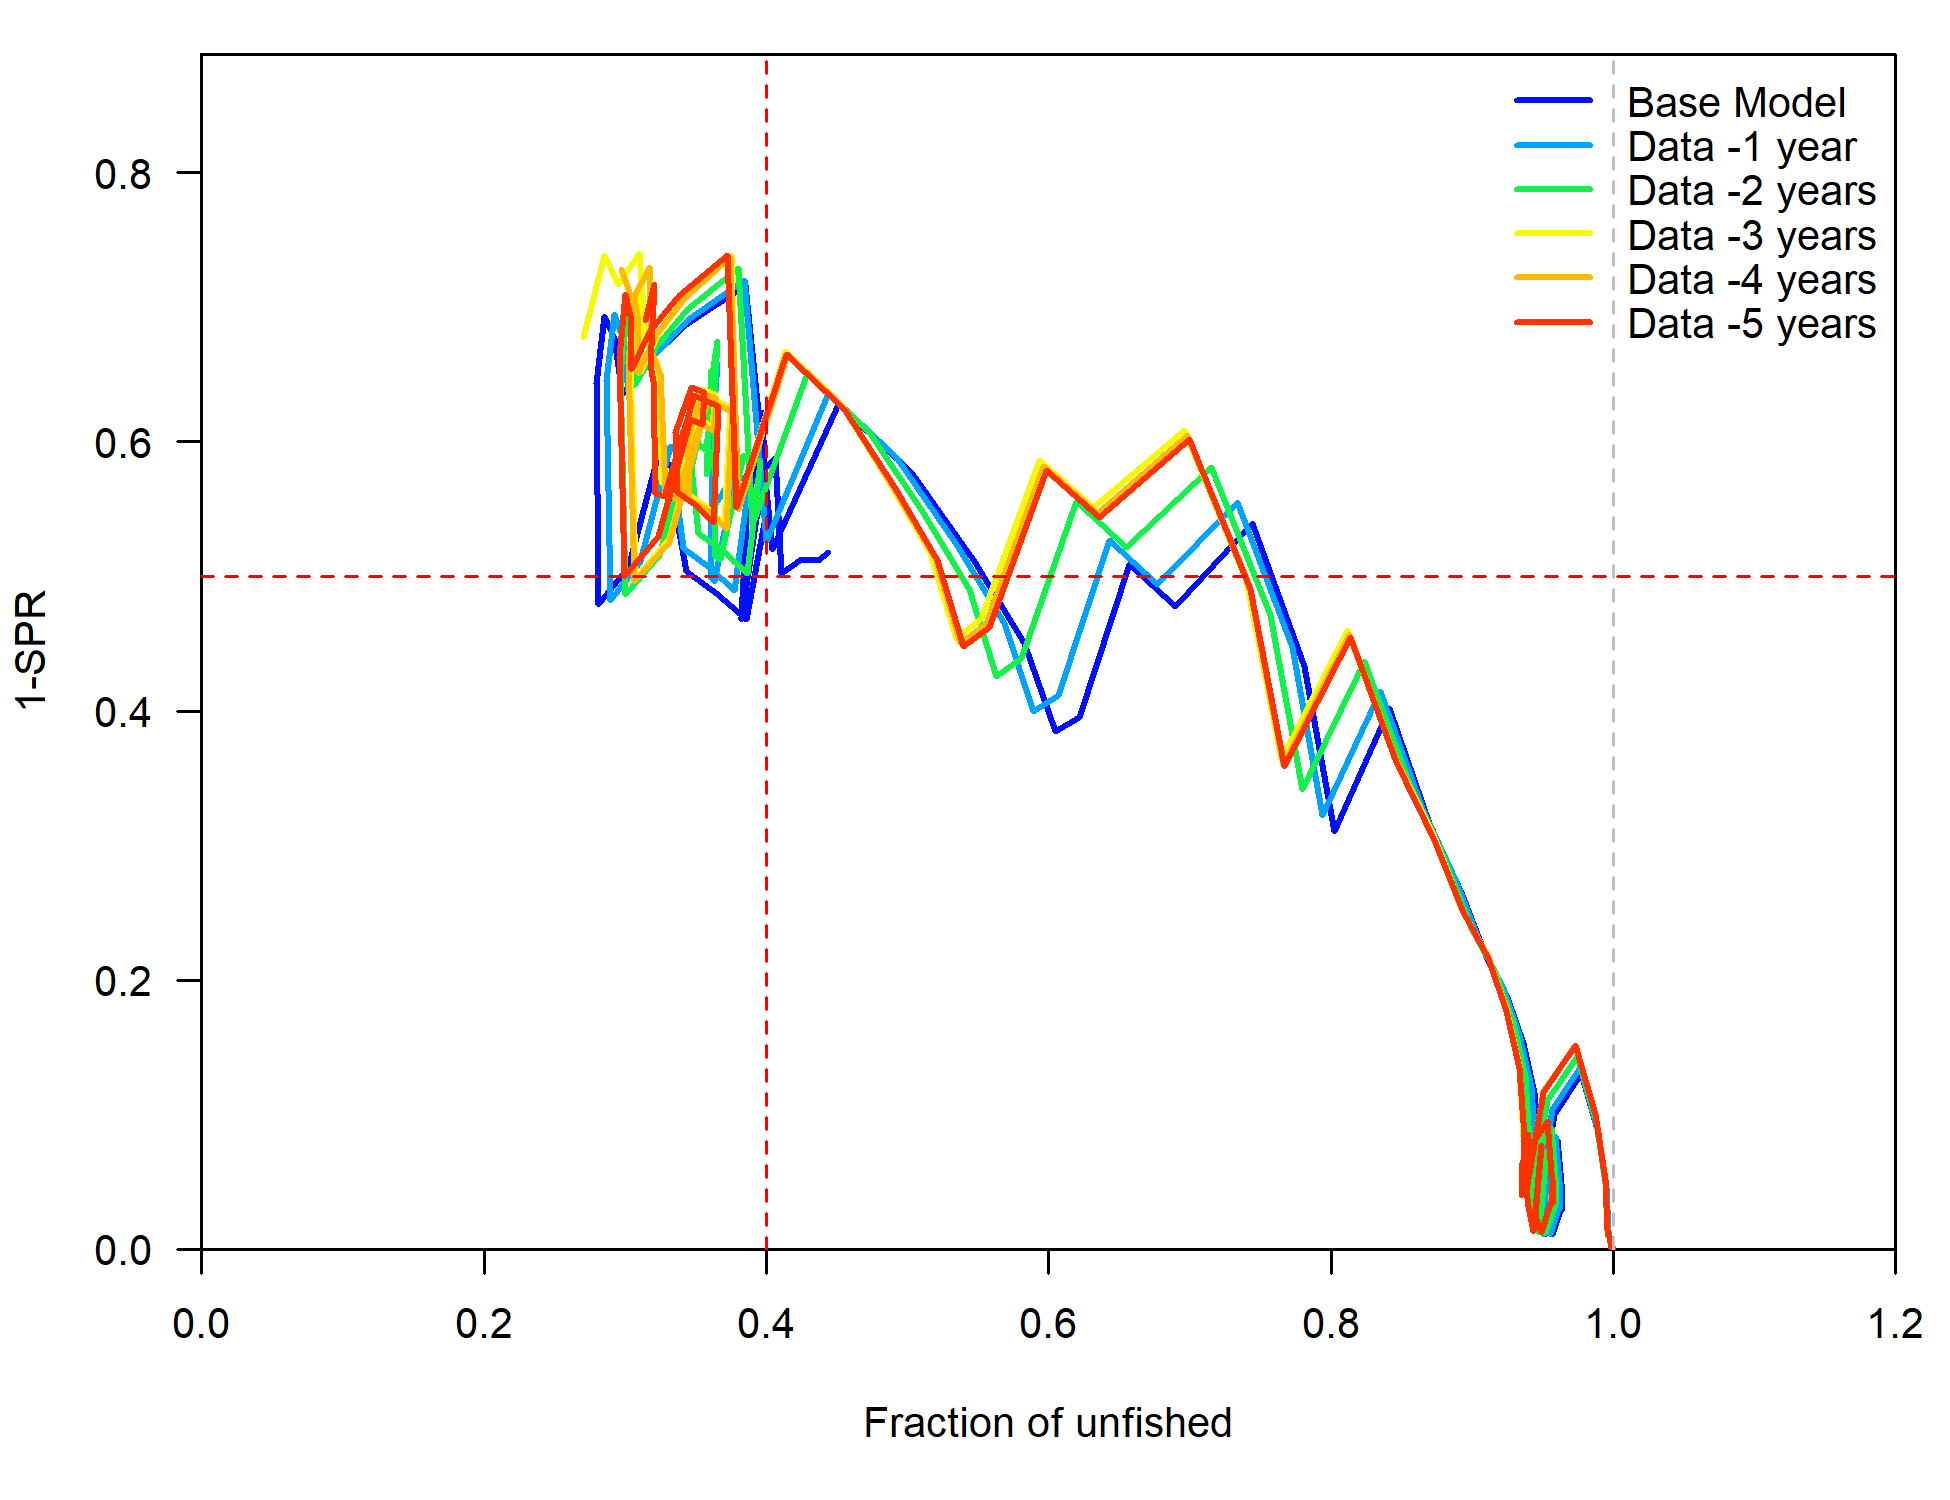 Base Model
Data -1 year
Data -2 years
Data -3 years
Data -4 years
Data -5 years
0.8
0.6
0.4
0.2
0.0
1-SPR
0.0 0.2 0.4 0.6 0.8 1.0 1.2
Fraction of unfished